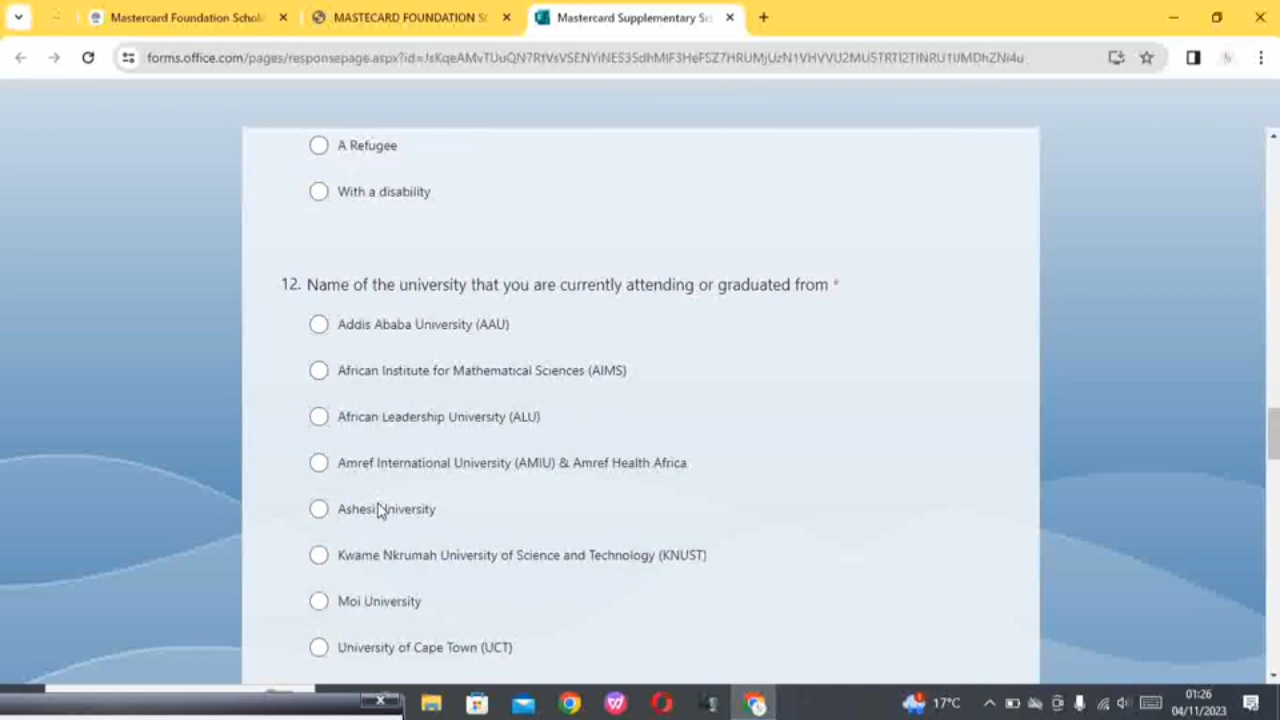 Mastercard Foundation Schol
MASTECARD FOUNDATION SC
Mastercard Supplementary Sc
A Refugee
With a disability
12. Name of the university that you are currently attending or graduated from *
Addis Ababa University (AAU)
African Institute for Mathematical Sciences (AIMS)
African Leadership University (ALU)
Amref International University (AMIU) & Amref Health Africa
Ashesi University
Kwame Nkrumah University of Science and Technology (KNUST)
Moi University
University of Cape Town (UCT)
17°C
01:26
04/11/2023